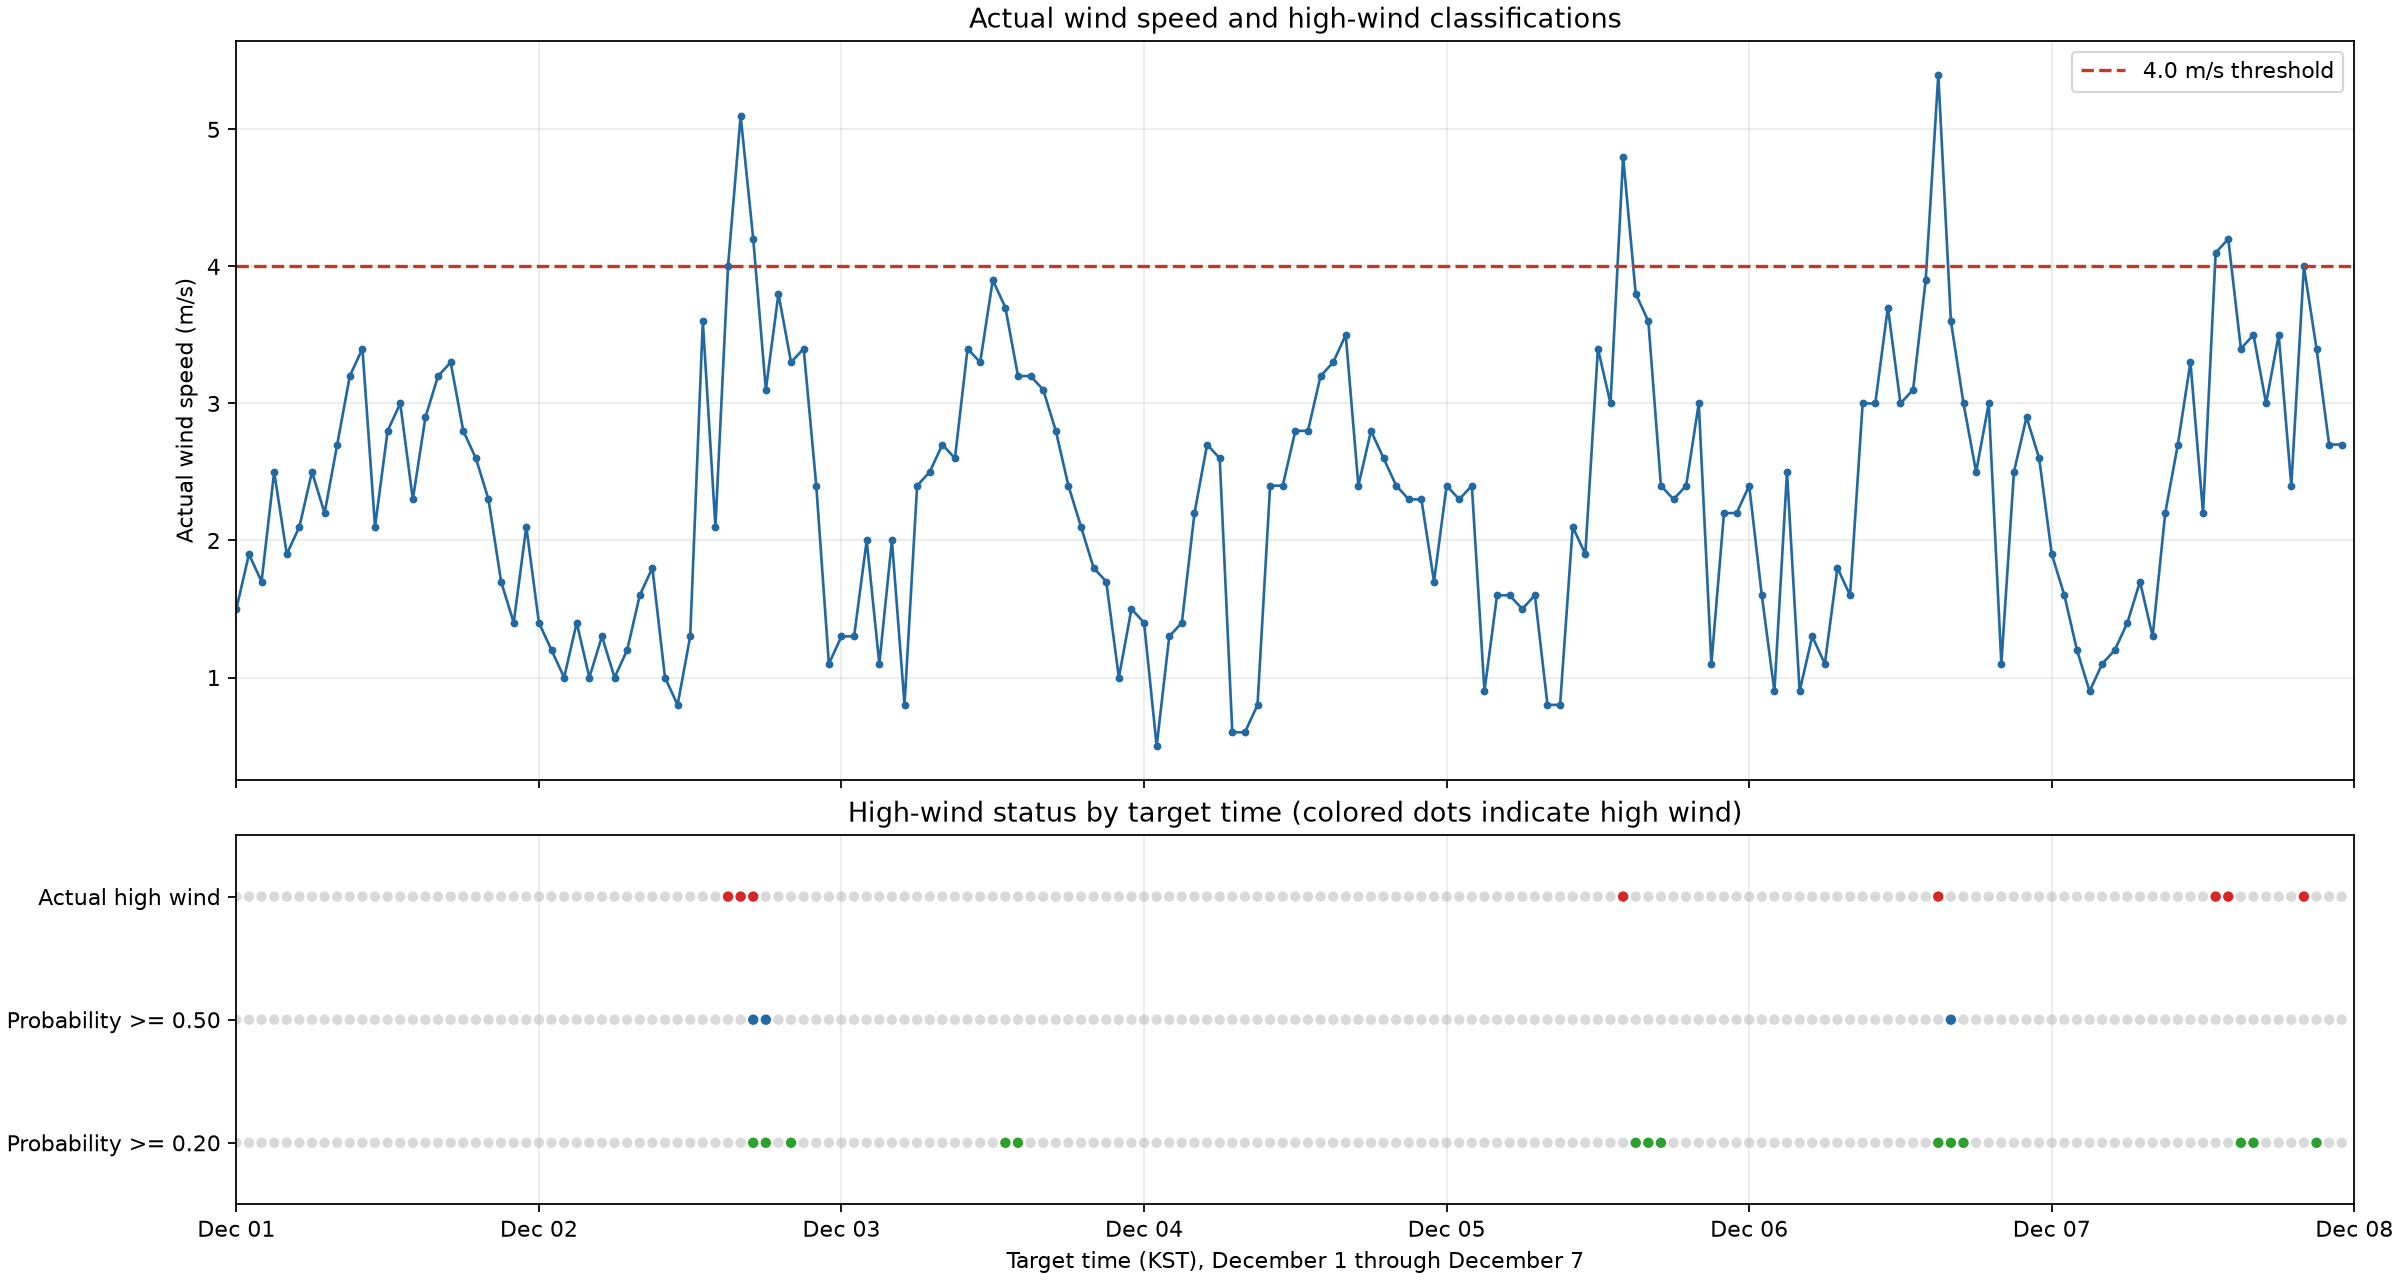 Actual wind speed and high-wind classifications
4.0 m/s threshold
Actual wind speed (m/s)
5
4
3
2
1
High-wind status by target time (colored dots indicate high wind)
Actual high wind
Probability >= 0.50
Probability >= 0.20
Dec 01 Dec 02 Dec 03 Dec 04 Dec 05 Dec 06 Dec 07 Dec 08
Target time (KST), December 1 through December 7